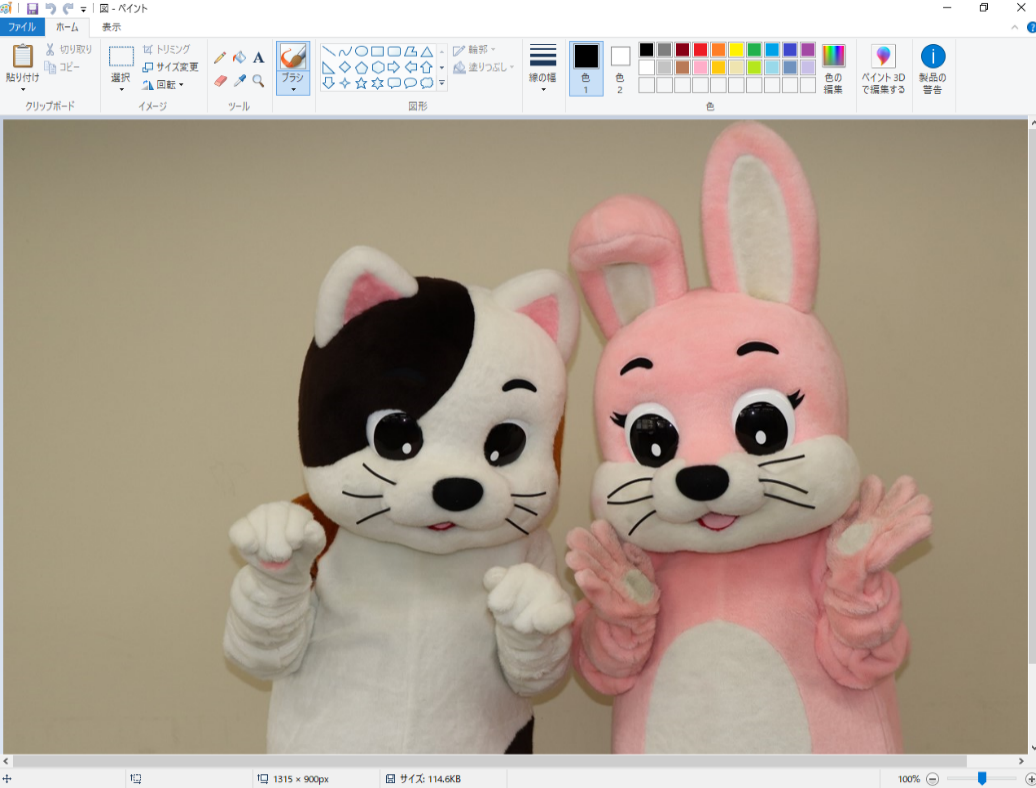 図 - ペイント
ファイル ホーム 表示
貼り付け
切り取り
コピー
クリップボード
選択
トリミング
サイズ変更
回転
イメージ
A
ツール
ブラシ
輪郭
塗りつぶし
図形
線の幅
色
1
色
2
色の
編集
色
ペイント 3D
で編集する
製品の
警告
1315 × 900px
サイズ: 114.6KB
100%